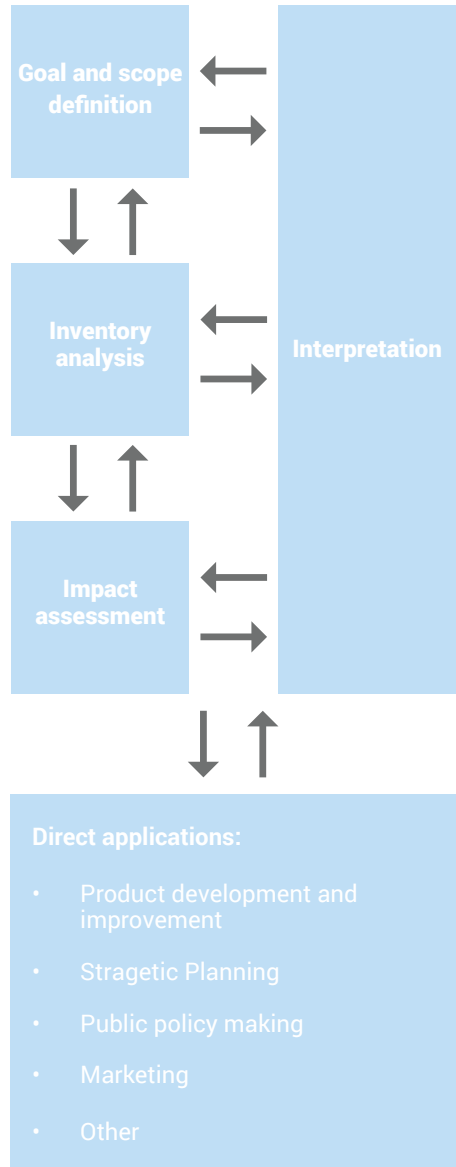 Goal and scope
definition
Inventory
analysis
Interpretation
Impact
assessment
Direct applications:
• Product development and
improvement
• Stragetic Planning
• Public policy making
• Marketing
• Other